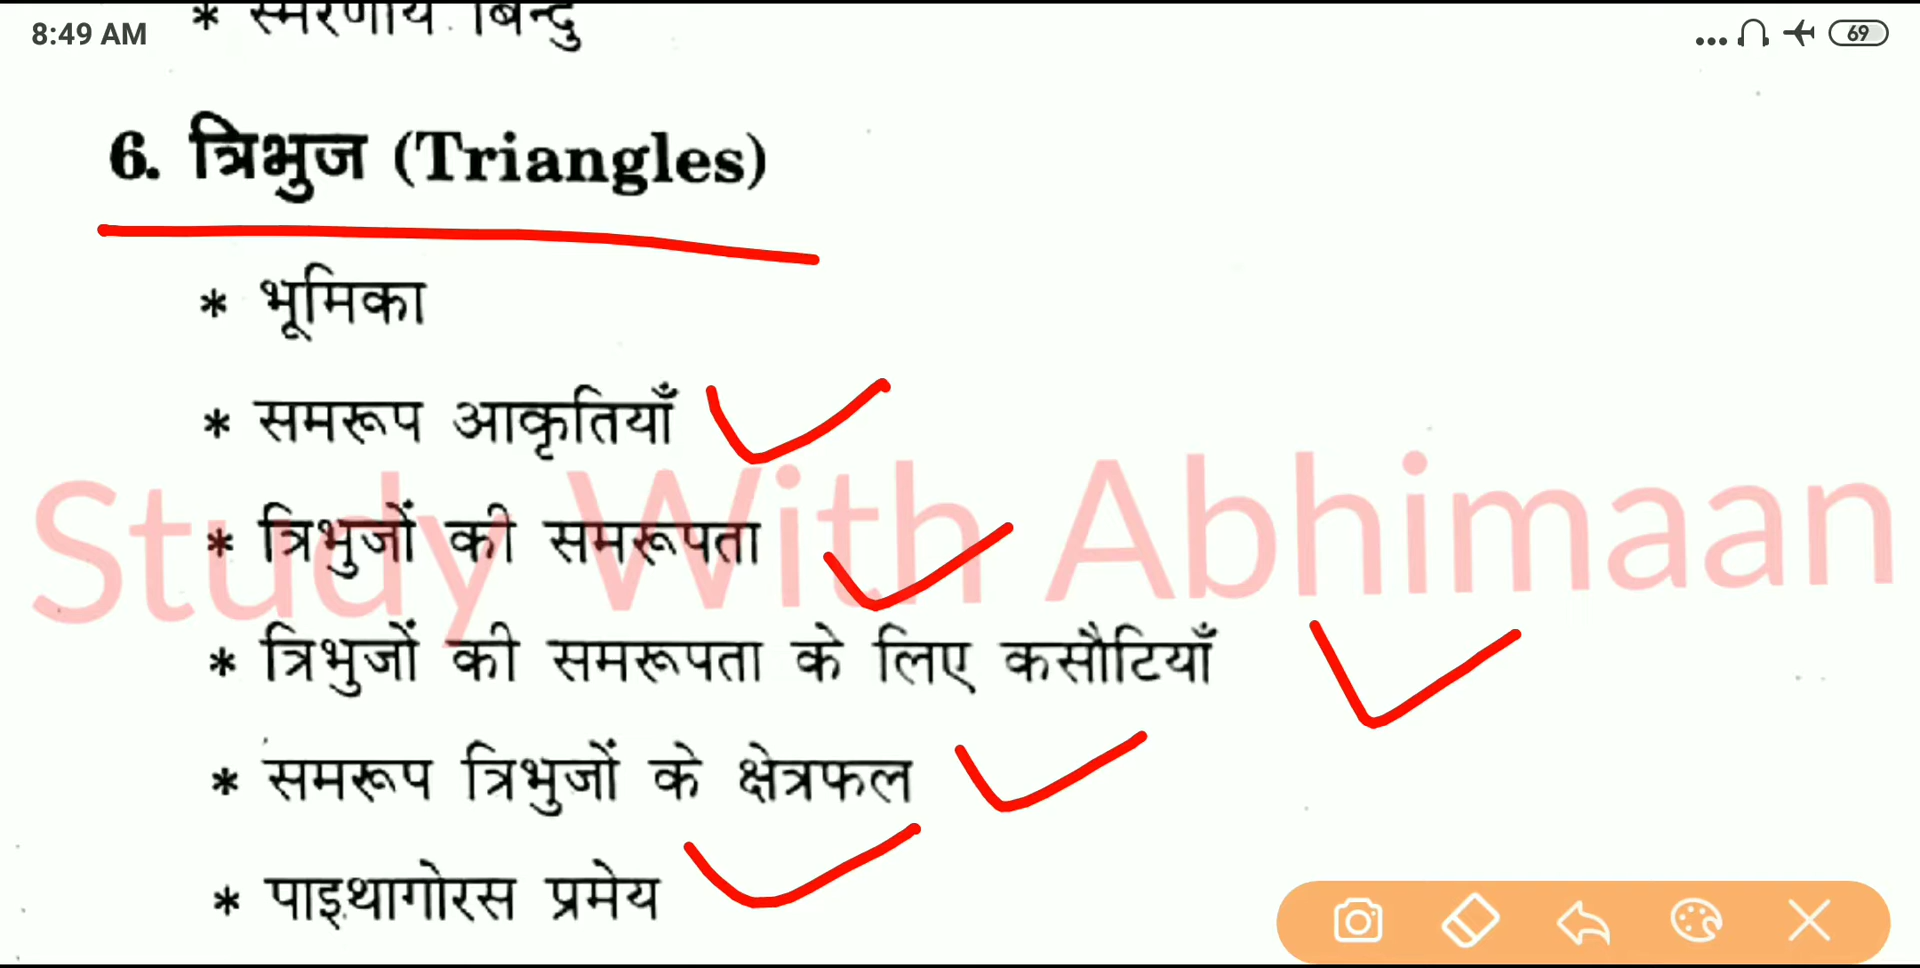 * स्मरणीय बिन्दु
8:49 AM
69
6. त्रिभुज (Triangles)
* भूमिका
* समरूप आकृतियाँ
Study With Abhimaan
* त्रिभुजों की समरूपता
* त्रिभुजों की समरूपता के लिए कसौटियाँ
* समरूप त्रिभुजों के क्षेत्रफल
* पाइथागोरस प्रमेय